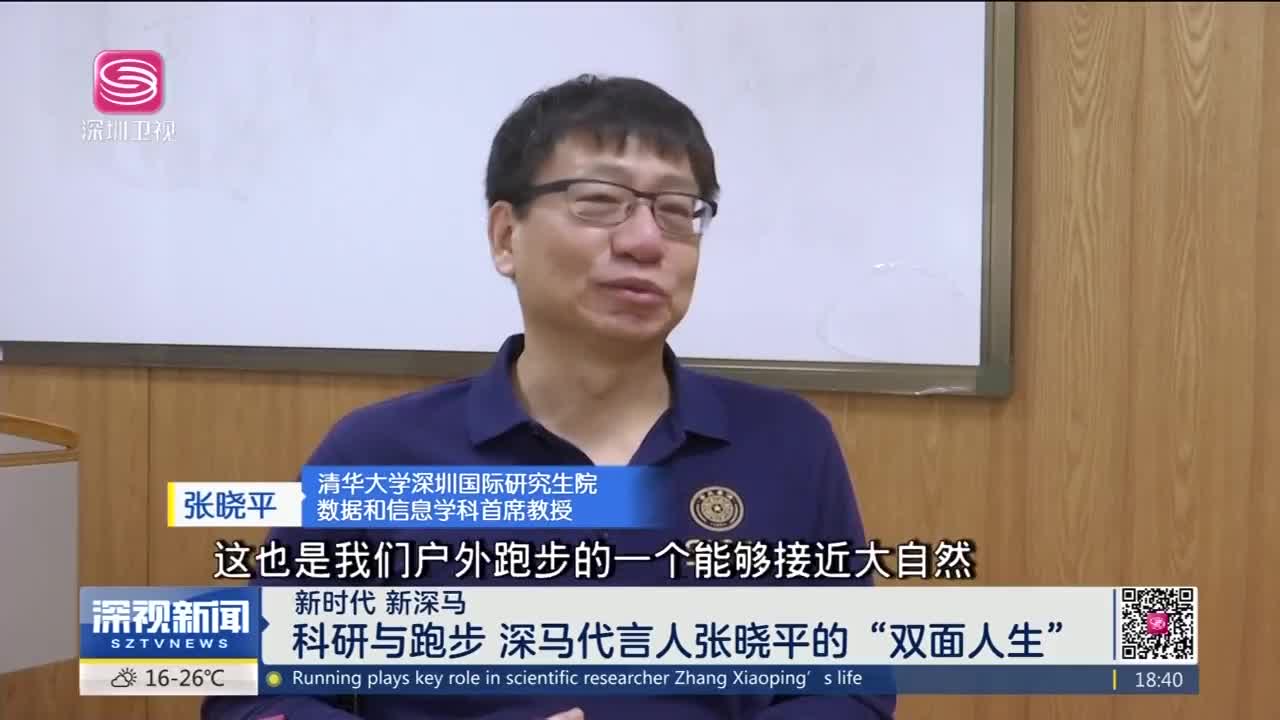 深圳卫视
张晓平
清华大学深圳国际研究生院
数据和信息学科首席教授
这也是我们户外跑步的一个能够接近大自然
深视新闻
SZTVNEWS
新时代 新深马
科研与跑步 深马代言人张晓平的“双面人生”
16-26℃
Running plays key role in scientific researcher Zhang Xiaoping's life
18:40